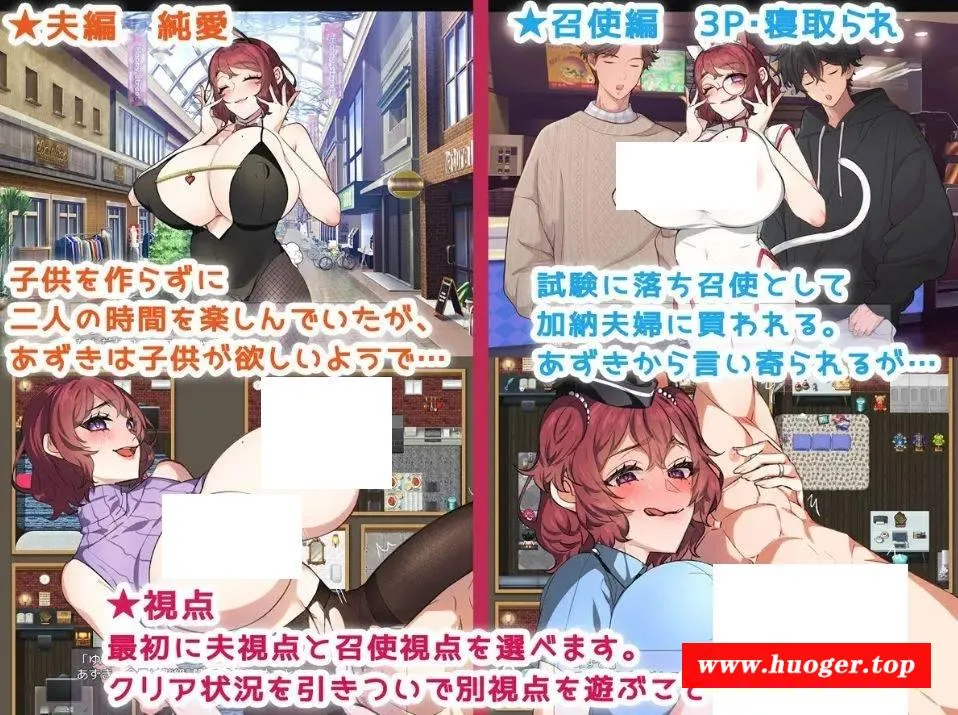 ★夫編 純愛
子供を作らずに
二人の時間を楽しんでいたが、
あずきは子供が欲しいようで…
★召使編 3P・寝取られ
試験に落ち召使として
加納夫婦に買われる。
あずきから言い寄られるが…
★視点
最初に夫視点と召使視点を選べます。
クリア状況を引きついで別視点を遊ぶこと
www.huoger.top